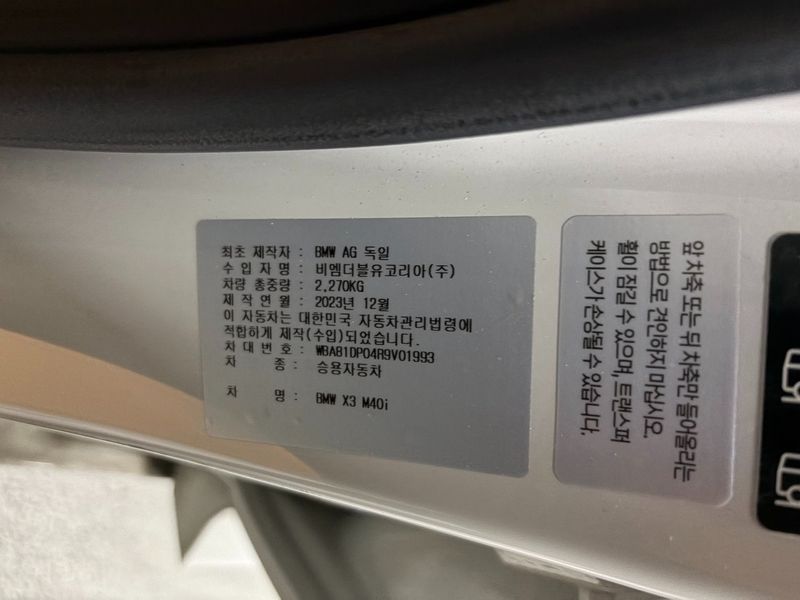 최초 제작자 : BMW AG 독일
수 입 자 명 : 비엠더블유코리아(주)
차량 총중량 : 2,270KG
제 작 연 월 : 2023년 12월
이 자동차는 대한민국 자동차관리법령에
적합하게 제작(수입)되었습니다.
차 대 번 호 : WBA81DP04R9V01993
차 종 : 승용자동차
차 명 : BMW X3 M40i
앞 차축 또는 뒤 차축만 들어올리는
방법으로 견인하지 마십시오.
휠이 잠길 수 있으며, 트랜스퍼
케이스가 손상될 수 있습니다.